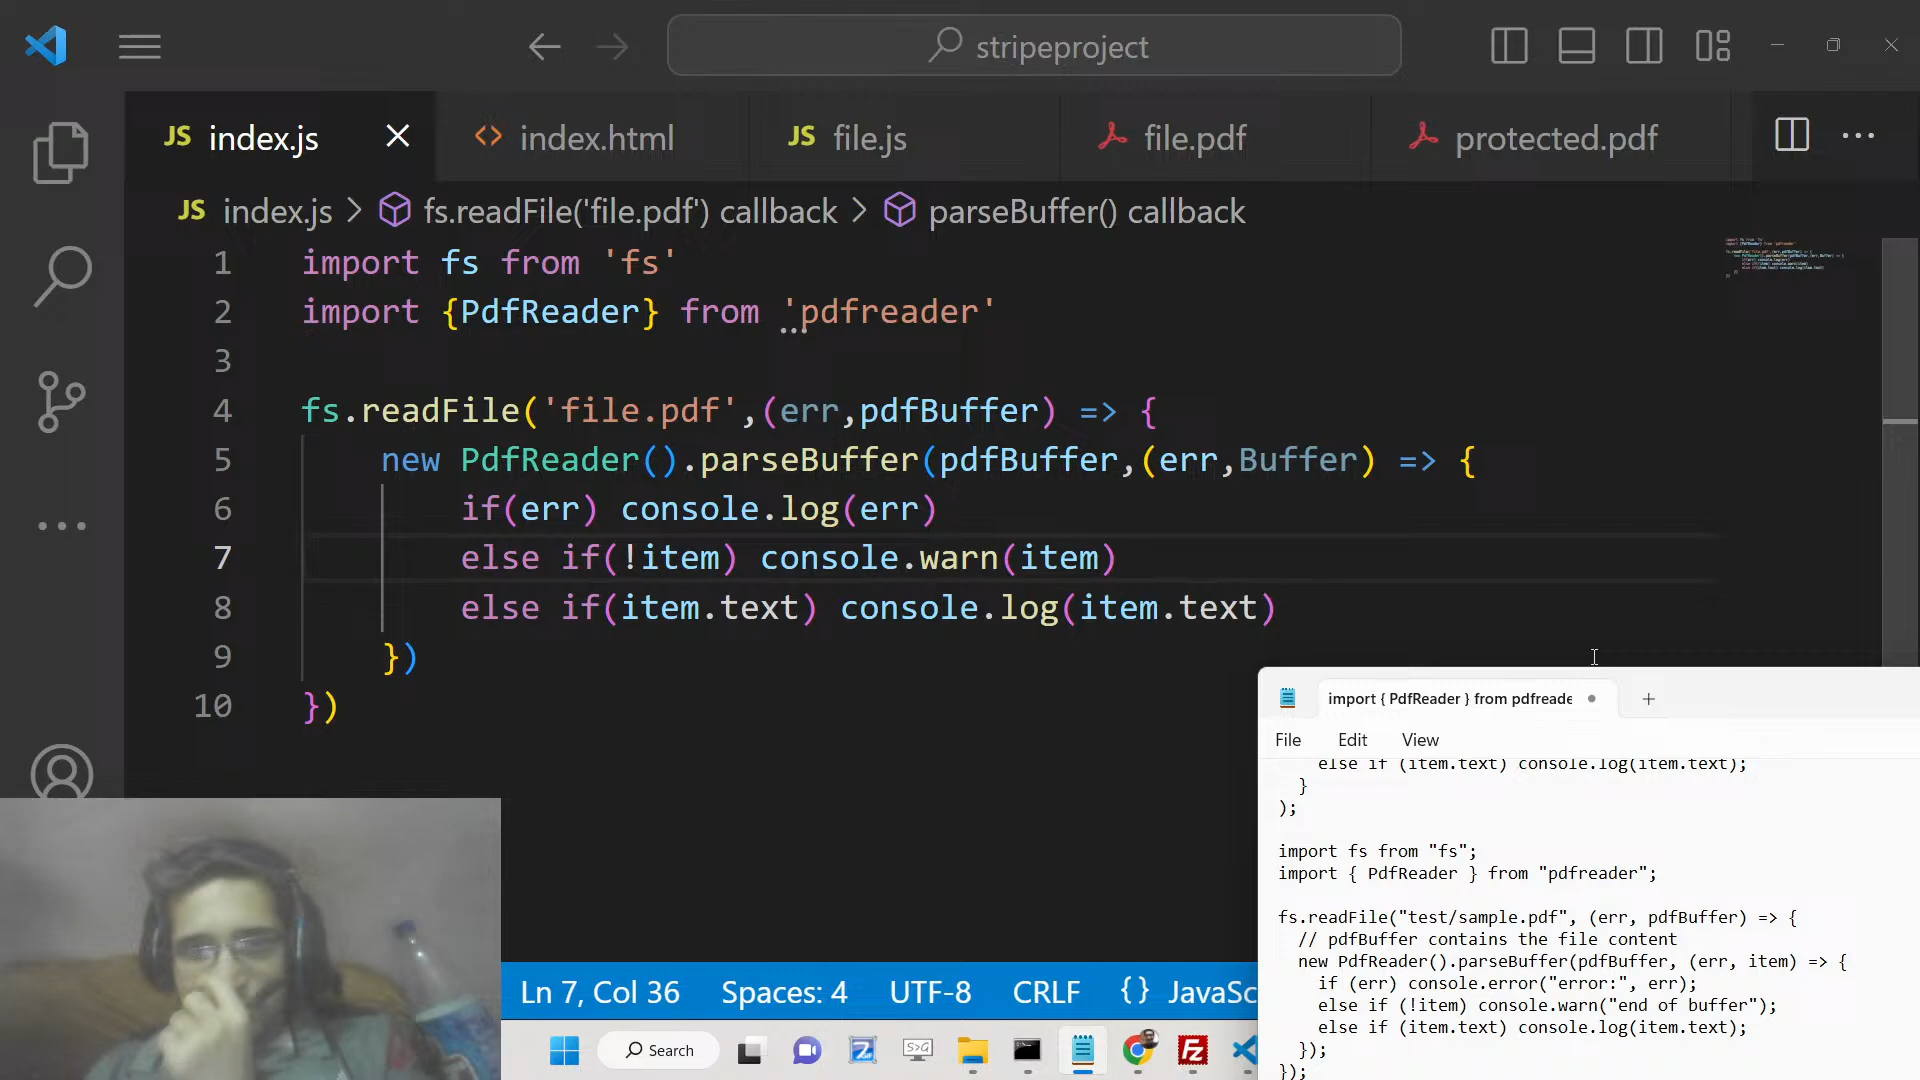 stripeproject
JS index.js
<> index.html
JS file.js
file.pdf
protected.pdf
JS index.js > fs.readFile('file.pdf') callback > parseBuffer() callback
1 import fs from 'fs'
2 import {PdfReader} from 'pdfreader'
3
4 fs.readFile('file.pdf',(err,pdfBuffer) => {
5 new PdfReader().parseBuffer(pdfBuffer,(err,Buffer) => {
6 if(err) console.log(err)
7 else if(!item) console.warn(item)
8 else if(item.text) console.log(item.text)
9 })
10 })
import { PdfReader } from pdfreade
File Edit View
else if (item.text) console.log(item.text);
}
);
import fs from "fs";
import { PdfReader } from "pdfreader";
fs.readFile("test/sample.pdf", (err, pdfBuffer) => {
// pdfBuffer contains the file content
new PdfReader().parseBuffer(pdfBuffer, (err, item) => {
if (err) console.error("error:", err);
else if (!item) console.warn("end of buffer");
else if (item.text) console.log(item.text);
});
});
Ln 7, Col 36 Spaces: 4 UTF-8 CRLF {} JavaSc
Search